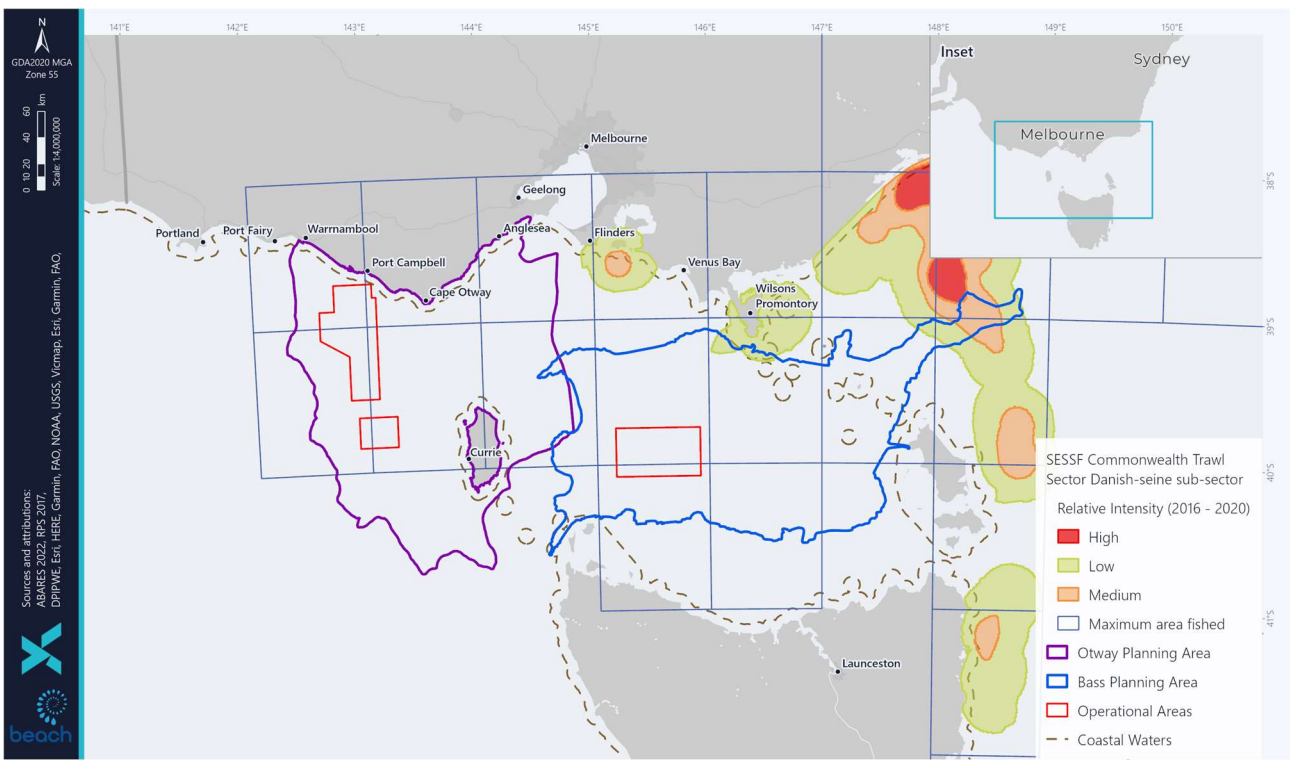 141°E
142°E
143°E
144°E
145°E
146°E
147°E
148°E
149°E
150°E
N
GDA2020 MGA
Zone 55
0 10 20 40 60 km
Scale: 1:4,000,000
Sources and attributions:
ABARES 2022, RPS 2017,
DPIPWE, Esri, HERE, Garmin, FAO, NOAA, USGS, Vicmap, Esri, Garmin, FAO,
beach
Inset
Sydney
Melbourne
Melbourne
Geelong
Portland
Port Fairy
Warrnambool
Anglesea
Flinders
Port Campbell
Venus Bay
Cape Otway
Wilsons
Promontory
Currie
Launceston
38°S
39°S
40°S
41°S
SESSF Commonwealth Trawl
Sector Danish-seine sub-sector
Relative Intensity (2016 - 2020)
High
Low
Medium
Maximum area fished
Otway Planning Area
Bass Planning Area
Operational Areas
Coastal Waters